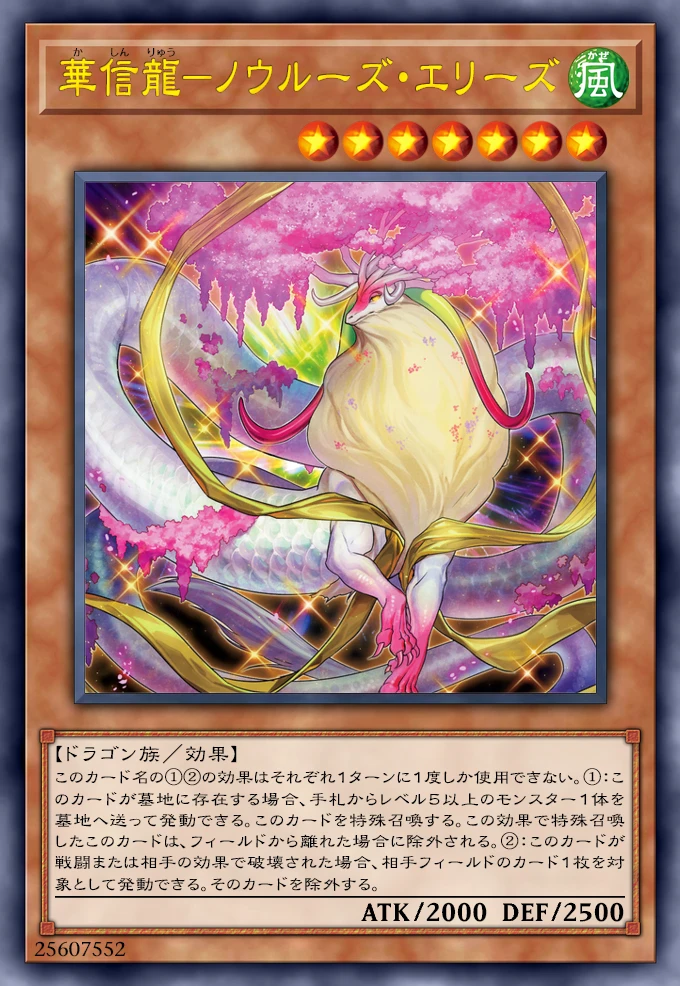 か しん りゅう
華信龍－ノウルーズ・エリーズ
かぜ
風
【ドラゴン族／効果】
このカード名の①②の効果はそれぞれ1ターンに1度しか使用できない。①：こ
のカードが墓地に存在する場合、手札からレベル5以上のモンスター1体を
墓地へ送って発動できる。このカードを特殊召喚する。この効果で特殊召喚
したこのカードは、フィールドから離れた場合に除外される。②：このカードが
戦闘または相手の効果で破壊された場合、相手フィールドのカード1枚を対
象として発動できる。そのカードを除外する。
ATK/2000 DEF/2500
25607552